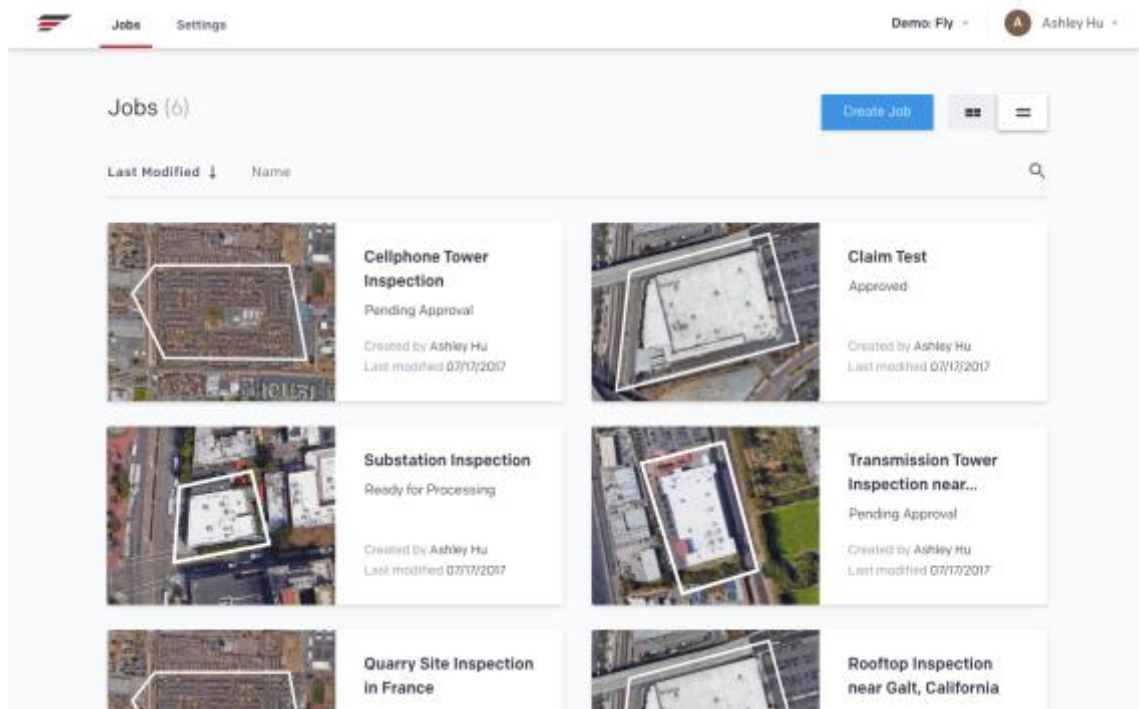 Jobs Settings Demo: Fly A Ashley Hu
Jobs (6) Create Job
Last Modified ↓ Name
Cellphone Tower
Inspection
Pending Approval
Created by Ashley Hu
Last modified 07/17/2017
Claim Test
Approved
Created by Ashley Hu
Last modified 07/17/2017
Substation Inspection
Ready for Processing
Created by Ashley Hu
Last modified 07/17/2017
Transmission Tower
Inspection near...
Pending Approval
Created by Ashley Hu
Last modified 07/17/2017
Quarry Site Inspection
in France
Rooftop Inspection
near Galt, California